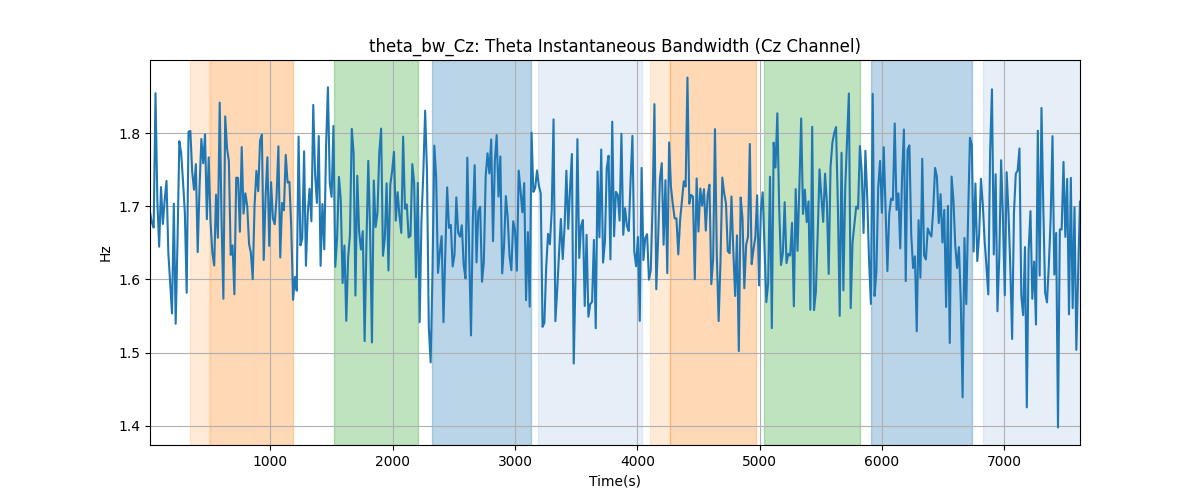 theta_bw_Cz: Theta Instantaneous Bandwidth (Cz Channel)
Hz
1.8
1.7
1.6
1.5
1.4
1000 2000 3000 4000 5000 6000 7000
Time(s)